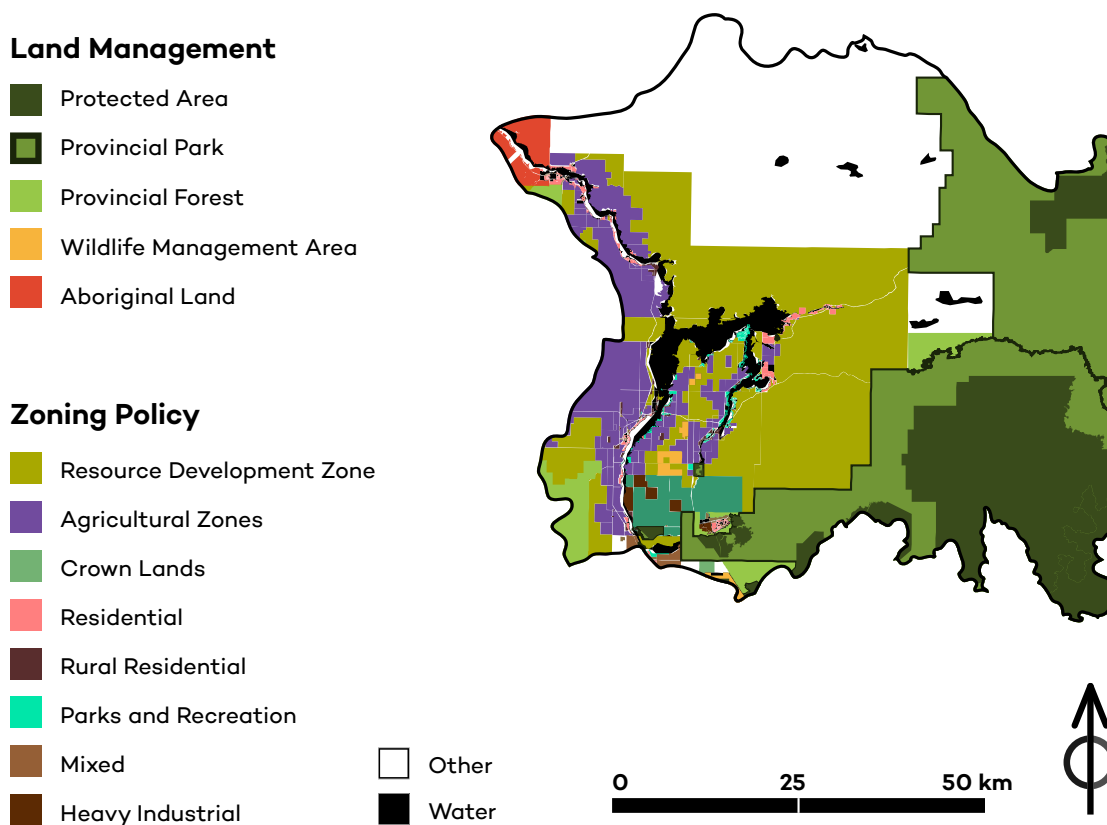 Land Management
Protected Area
Provincial Park
Provincial Forest
Wildlife Management Area
Aboriginal Land
Zoning Policy
Resource Development Zone
Agricultural Zones
Crown Lands
Residential
Rural Residential
Parks and Recreation
Mixed
Heavy Industrial
Other
Water
0 25 50 km